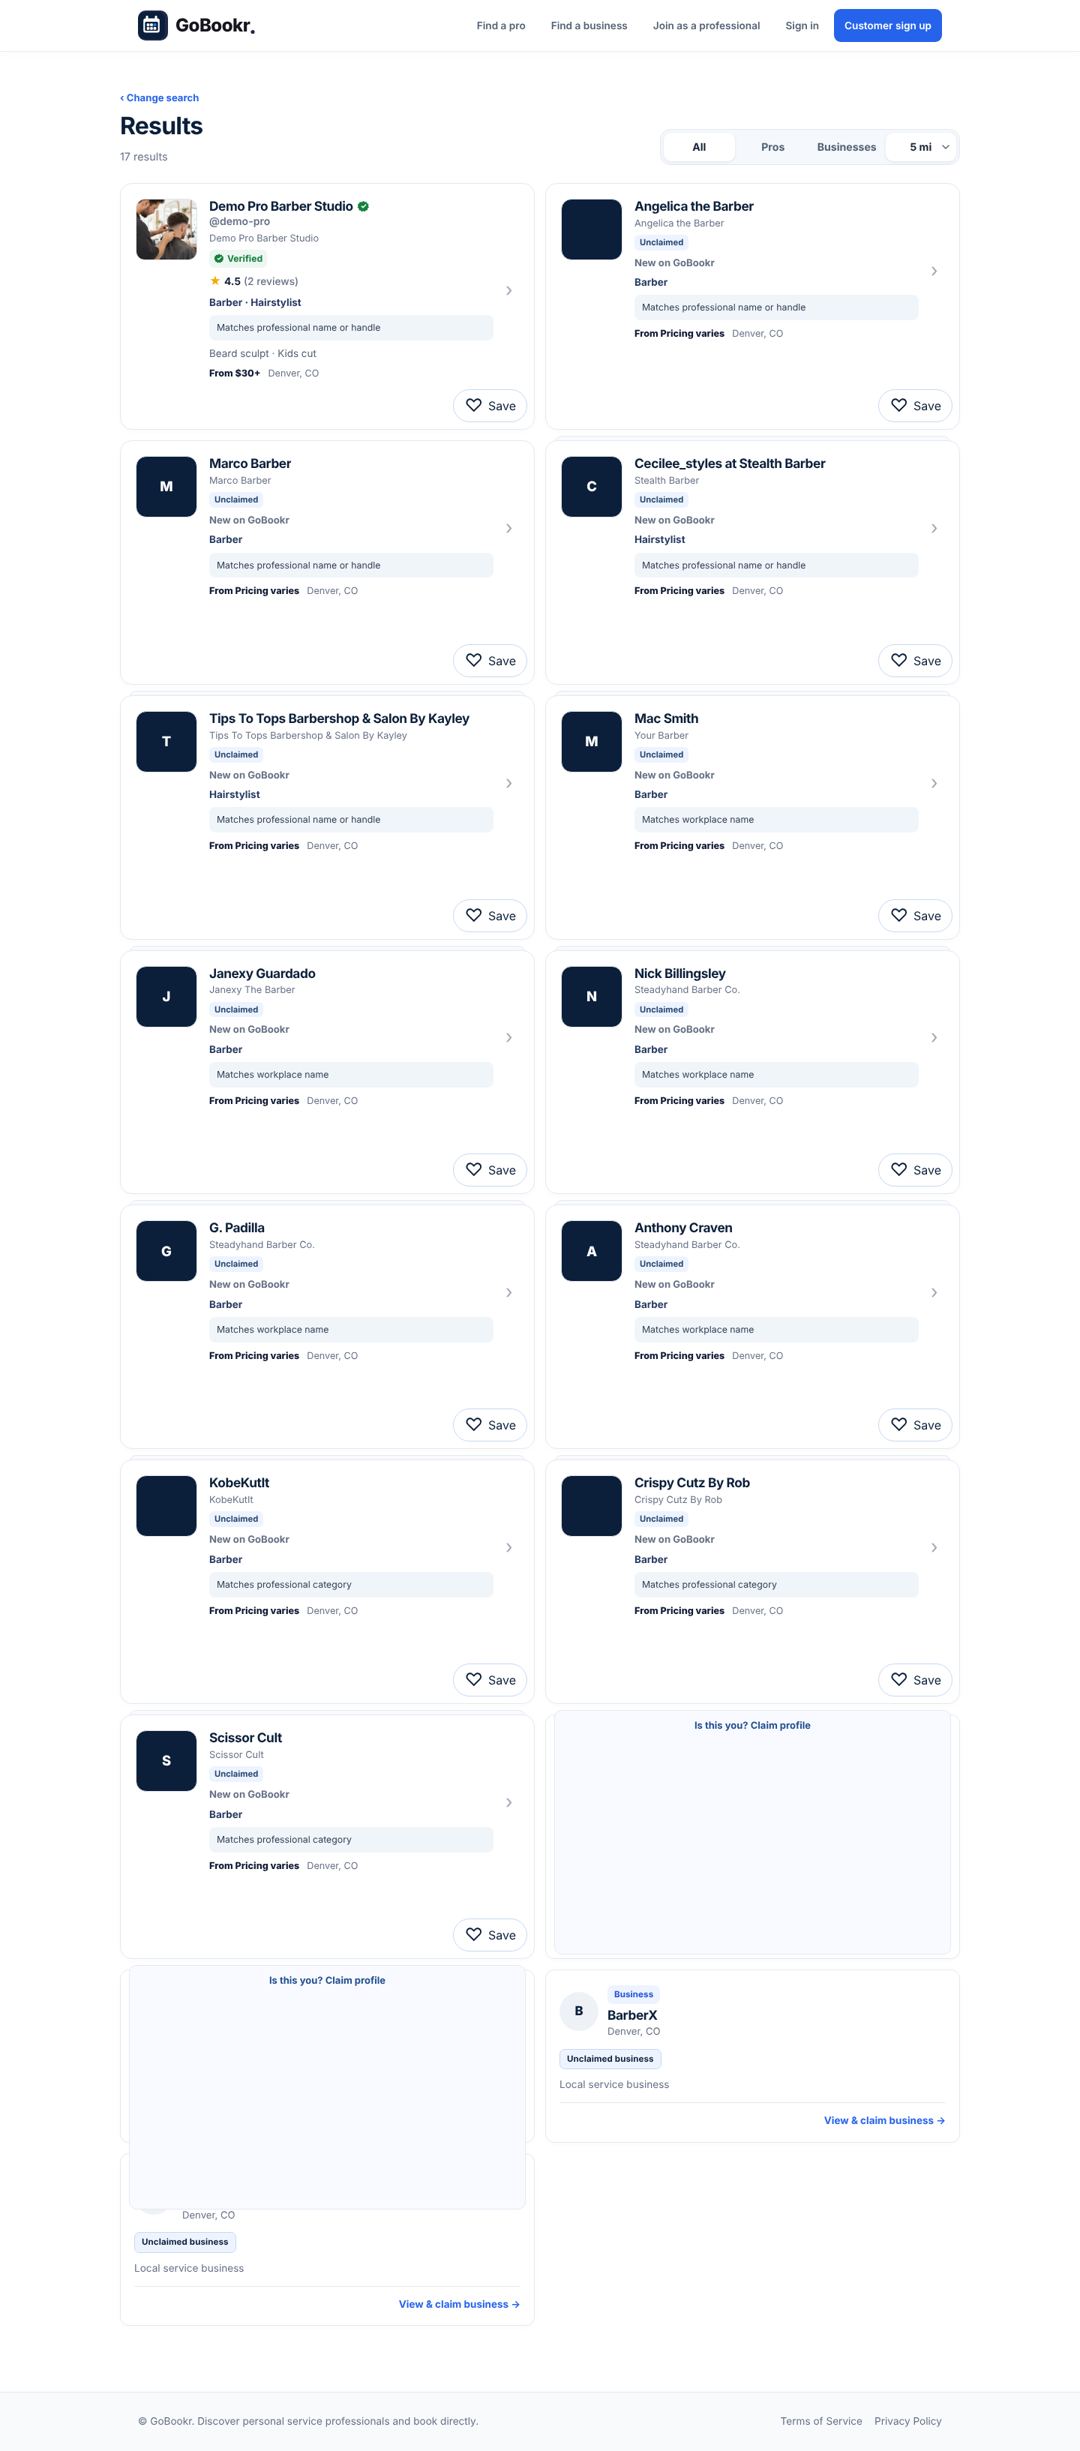 GoBookr.
Find a pro
Find a business
Join as a professional
Sign in
Customer sign up
‹ Change search
Results
17 results
All
Pros
Businesses
5 mi
Demo Pro Barber Studio
@demo-pro
Demo Pro Barber Studio
Verified
★ 4.5 (2 reviews)
Barber · Hairstylist
Matches professional name or handle
Beard sculpt · Kids cut
From $30+ Denver, CO
Save
Angelica the Barber
Angelica the Barber
Unclaimed
New on GoBookr
Barber
Matches professional name or handle
From Pricing varies Denver, CO
Save
M
Marco Barber
Marco Barber
Unclaimed
New on GoBookr
Barber
Matches professional name or handle
From Pricing varies Denver, CO
Save
C
Cecilee_styles at Stealth Barber
Stealth Barber
Unclaimed
New on GoBookr
Hairstylist
Matches professional name or handle
From Pricing varies Denver, CO
Save
T
Tips To Tops Barbershop & Salon By Kayley
Tips To Tops Barbershop & Salon By Kayley
Unclaimed
New on GoBookr
Hairstylist
Matches professional name or handle
From Pricing varies Denver, CO
Save
M
Mac Smith
Your Barber
Unclaimed
New on GoBookr
Barber
Matches workplace name
From Pricing varies Denver, CO
Save
J
Janexy Guardado
Janexy The Barber
Unclaimed
New on GoBookr
Barber
Matches workplace name
From Pricing varies Denver, CO
Save
N
Nick Billingsley
Steadyhand Barber Co.
Unclaimed
New on GoBookr
Barber
Matches workplace name
From Pricing varies Denver, CO
Save
G
G. Padilla
Steadyhand Barber Co.
Unclaimed
New on GoBookr
Barber
Matches workplace name
From Pricing varies Denver, CO
Save
A
Anthony Craven
Steadyhand Barber Co.
Unclaimed
New on GoBookr
Barber
Matches workplace name
From Pricing varies Denver, CO
Save
KobeKutIt
KobeKutIt
Unclaimed
New on GoBookr
Barber
Matches professional category
From Pricing varies Denver, CO
Save
Crispy Cutz By Rob
Crispy Cutz By Rob
Unclaimed
New on GoBookr
Barber
Matches professional category
From Pricing varies Denver, CO
Save
S
Scissor Cult
Scissor Cult
Unclaimed
New on GoBookr
Barber
Matches professional category
From Pricing varies Denver, CO
Save
Is this you? Claim profile
Is this you? Claim profile
B
Business
BarberX
Denver, CO
Unclaimed business
Local service business
View & claim business →
Denver, CO
Unclaimed business
Local service business
View & claim business →
© GoBookr. Discover personal service professionals and book directly.
Terms of Service
Privacy Policy